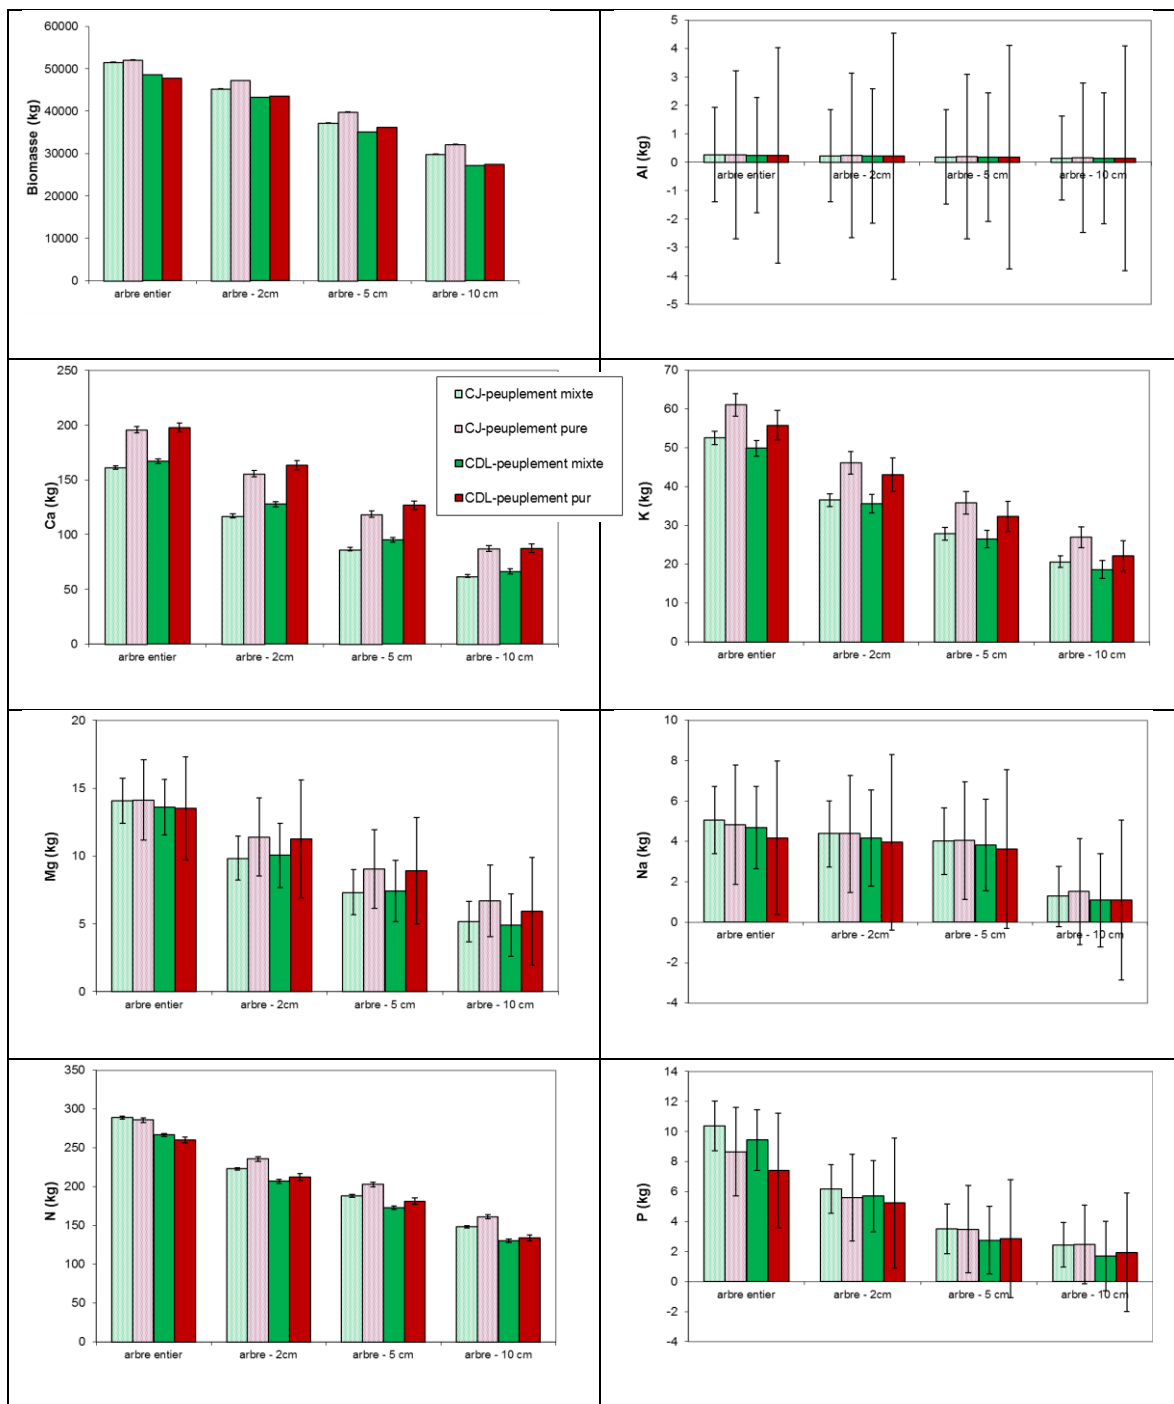 Biomasse (kg)
60000
50000
40000
30000
20000
10000
0
arbre entier
arbre - 2cm
arbre - 5 cm
arbre - 10 cm
Al (kg)
5
4
3
2
1
0
-1
-2
-3
-4
-5
arbre entier
arbre - 2cm
arbre - 5 cm
arbre - 10 cm
Ca (kg)
250
200
150
100
50
0
arbre entier
arbre - 2cm
arbre - 5 cm
arbre - 10 cm
CJ-peuplement mixte
CJ-peuplement pure
CDL-peuplement mixte
CDL-peuplement pur
K (kg)
70
60
50
40
30
20
10
0
arbre entier
arbre - 2cm
arbre - 5 cm
arbre - 10 cm
Mg (kg)
20
15
10
5
0
arbre entier
arbre - 2cm
arbre - 5 cm
arbre - 10 cm
Na (kg)
10
8
6
4
2
0
-2
-4
arbre entier
arbre - 2cm
arbre - 5 cm
arbre - 10 cm
N (kg)
350
300
250
200
150
100
50
0
arbre entier
arbre - 2cm
arbre - 5 cm
arbre - 10 cm
P (kg)
14
12
10
8
6
4
2
0
-2
-4
arbre entier
arbre - 2cm
arbre - 5 cm
arbre - 10 cm